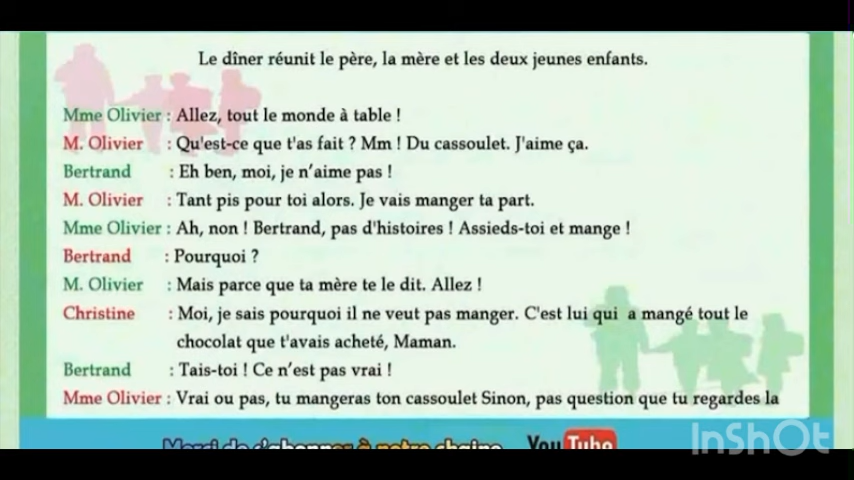 Le dîner réunit le père, la mère et les deux jeunes enfants.
Mme Olivier : Allez, tout le monde à table !
M. Olivier : Qu'est-ce que t'as fait ? Mm ! Du cassoulet. J'aime ça.
Bertrand : Eh ben, moi, je n'aime pas !
M. Olivier : Tant pis pour toi alors. Je vais manger ta part.
Mme Olivier : Ah, non ! Bertrand, pas d'histoires ! Assieds-toi et mange !
Bertrand : Pourquoi ?
M. Olivier : Mais parce que ta mère te le dit. Allez !
Christine : Moi, je sais pourquoi il ne veut pas manger. C'est lui qui a mangé tout le
chocolat que t'avais acheté, Maman.
Bertrand : Tais-toi ! Ce n'est pas vrai !
Mme Olivier : Vrai ou pas, tu mangeras ton cassoulet Sinon, pas question que tu regardes la
Merci de s'abonner à notre chaine YouTube
InShOt